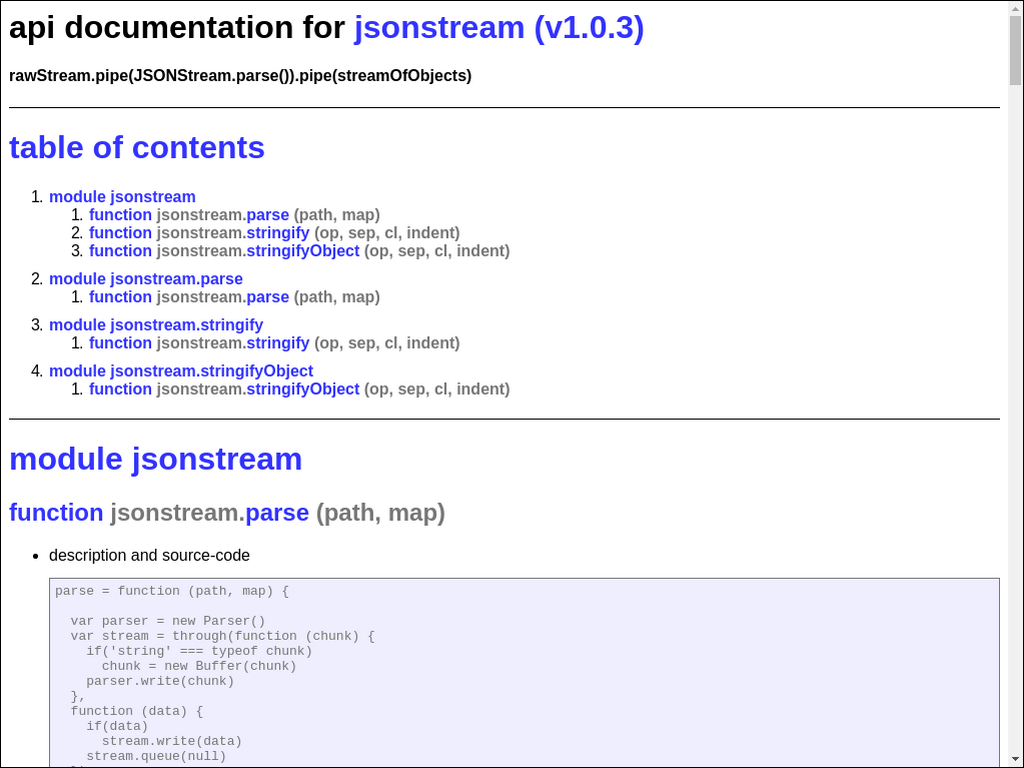 api documentation for jsonstream (v1.0.3)
rawStream.pipe(JSONStream.parse()).pipe(streamOfObjects)
table of contents
1. module jsonstream
1. function jsonstream.parse (path, map)
2. function jsonstream.stringify (op, sep, cl, indent)
3. function jsonstream.stringifyObject (op, sep, cl, indent)
2. module jsonstream.parse
1. function jsonstream.parse (path, map)
3. module jsonstream.stringify
1. function jsonstream.stringify (op, sep, cl, indent)
4. module jsonstream.stringifyObject
1. function jsonstream.stringifyObject (op, sep, cl, indent)
module jsonstream
function jsonstream.parse (path, map)
• description and source-code
parse = function (path, map) {
  var parser = new Parser()
  var stream = through(function (chunk) {
    if('string' === typeof chunk)
      chunk = new Buffer(chunk)
    parser.write(chunk)
  },
  function (data) {
    if(data)
      stream.write(data)
    stream.queue(null)